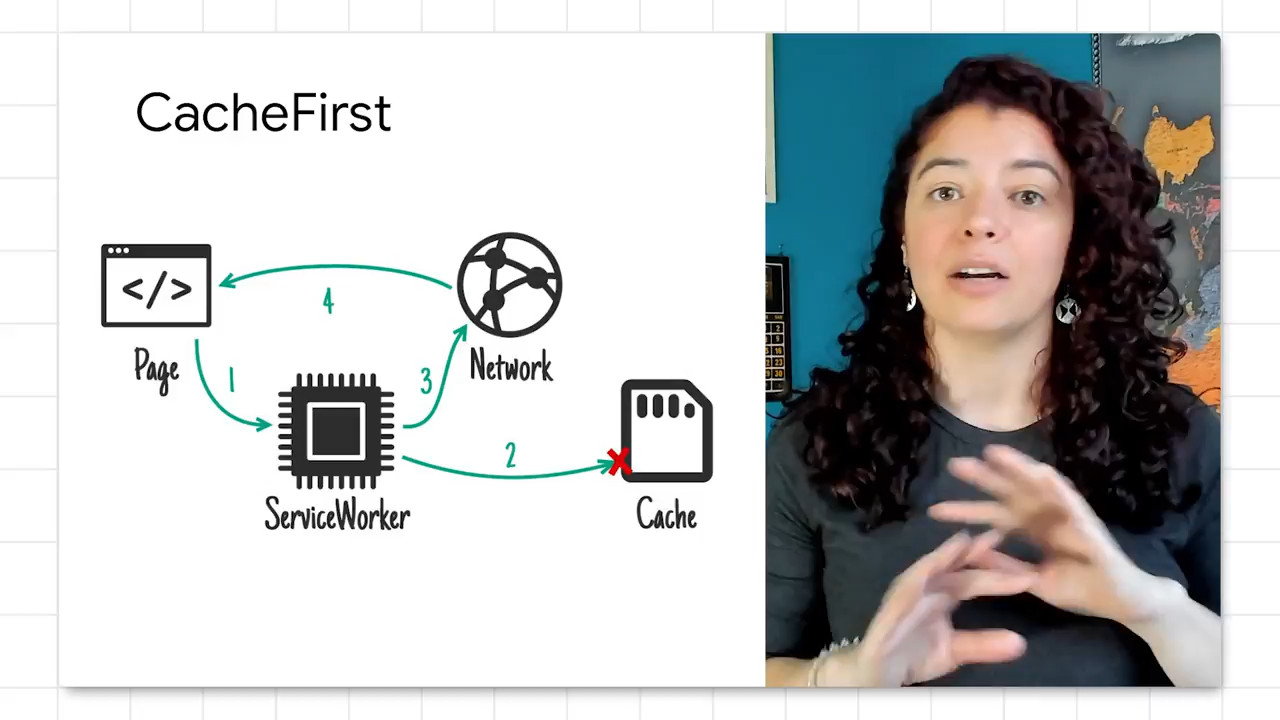 CacheFirst
</>
4
Page
1
3
Network
2
ServiceWorker
Cache